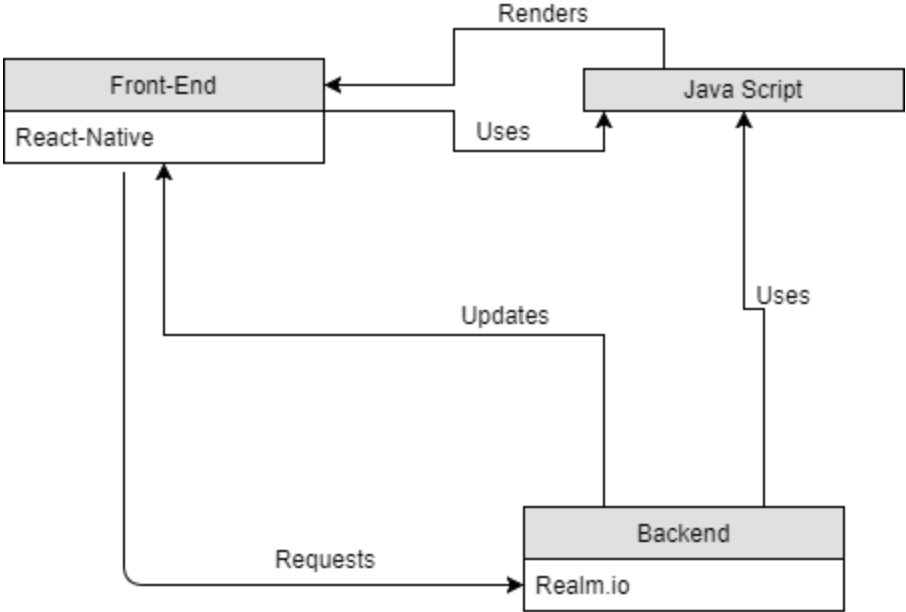 Renders
Front-End
Java Script
React-Native
Uses
Uses
Updates
Backend
Requests
Realm.io